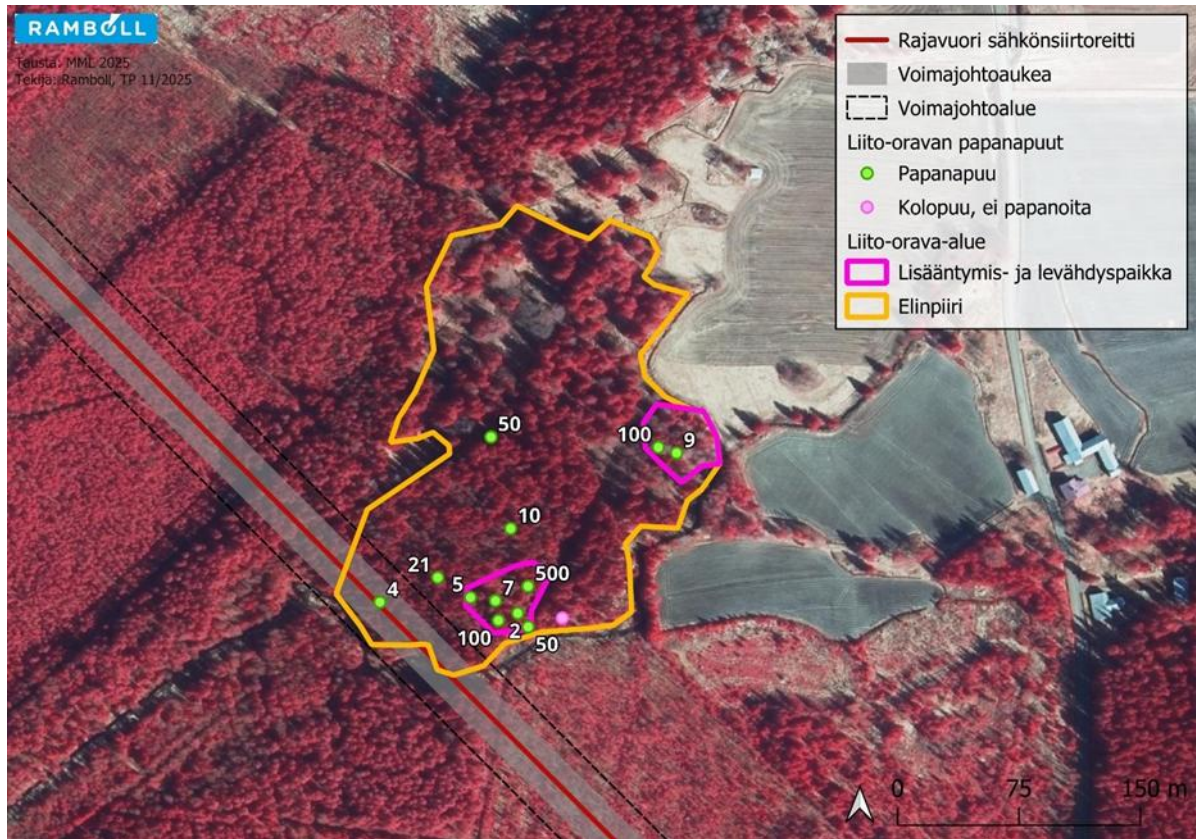 RAMBOLL
Tausta: MML 2025
Tekijä: Ramboll, TP 11/2025
Rajavuori sähkönsiirtoreitti
Voimajohtoaukea
Voimajohtoalue
Liito-oravan papanapuut
Papanapuu
Kolopuu, ei papanoita
Liito-orava-alue
Lisääntymis- ja levähdyspaikka
Elinpiiri
50
100
9
10
21
5
7
500
4
100
2
50
0
75
150 m